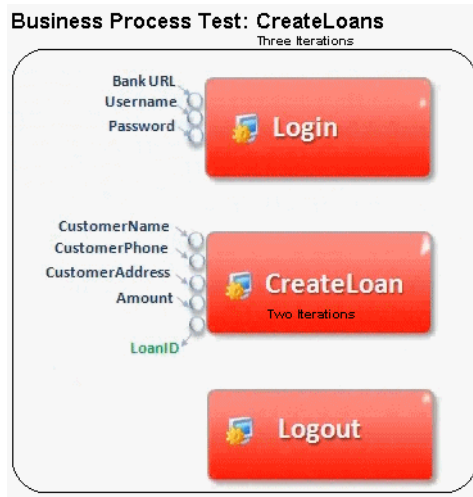 Business Process Test: CreateLoans
Three Iterations
Bank URL
Username
Password
Login
CustomerName
CustomerPhone
CustomerAddress
Amount
LoanID
CreateLoan
Two Iterations
Logout